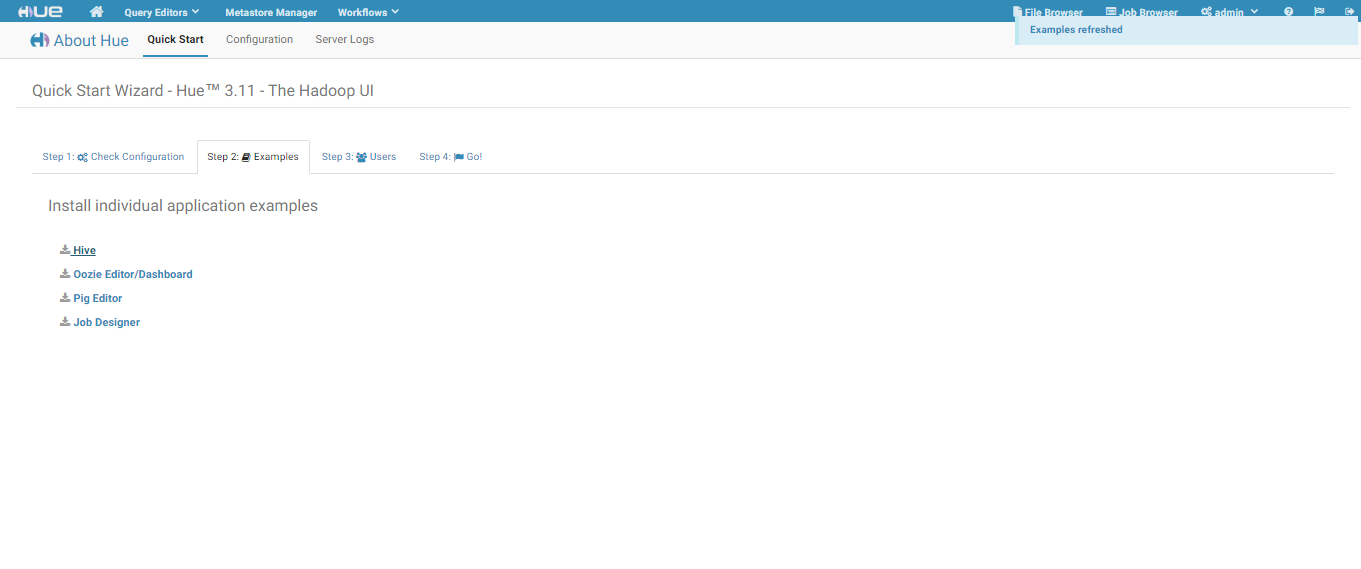 HUE Query Editors Metastore Manager Workflows File Browser Job Browser admin
Examples refreshed
About Hue Quick Start Configuration Server Logs
Quick Start Wizard - Hue™ 3.11 - The Hadoop UI
Step 1: Check Configuration Step 2: Examples Step 3: Users Step 4: Go!
Install individual application examples
Hive
Oozie Editor/Dashboard
Pig Editor
Job Designer